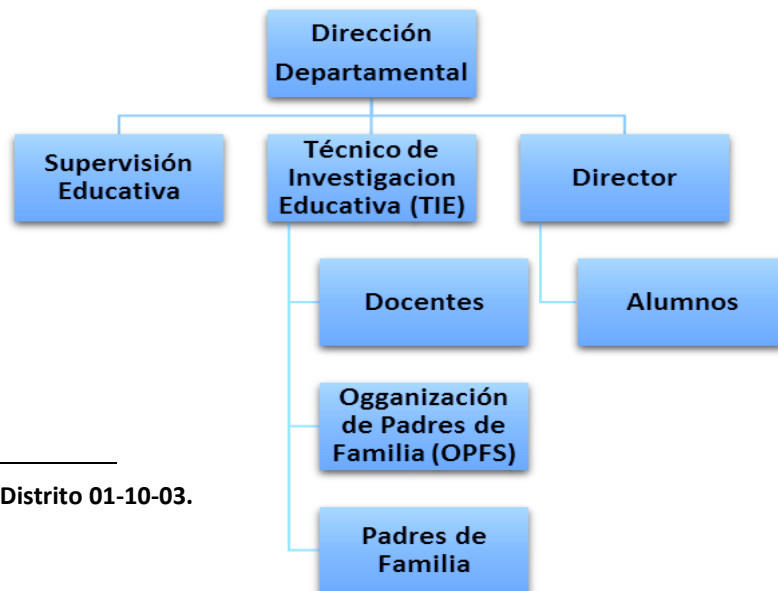 Dirección
Departamental
Supervisión
Educativa
Técnico de
Investigacion
Educativa (TIE)
Director
Docentes
Alumnos
Ogganización
de Padres de
Familia (OPFS)
Distrito 01-10-03.
Padres de
Familia